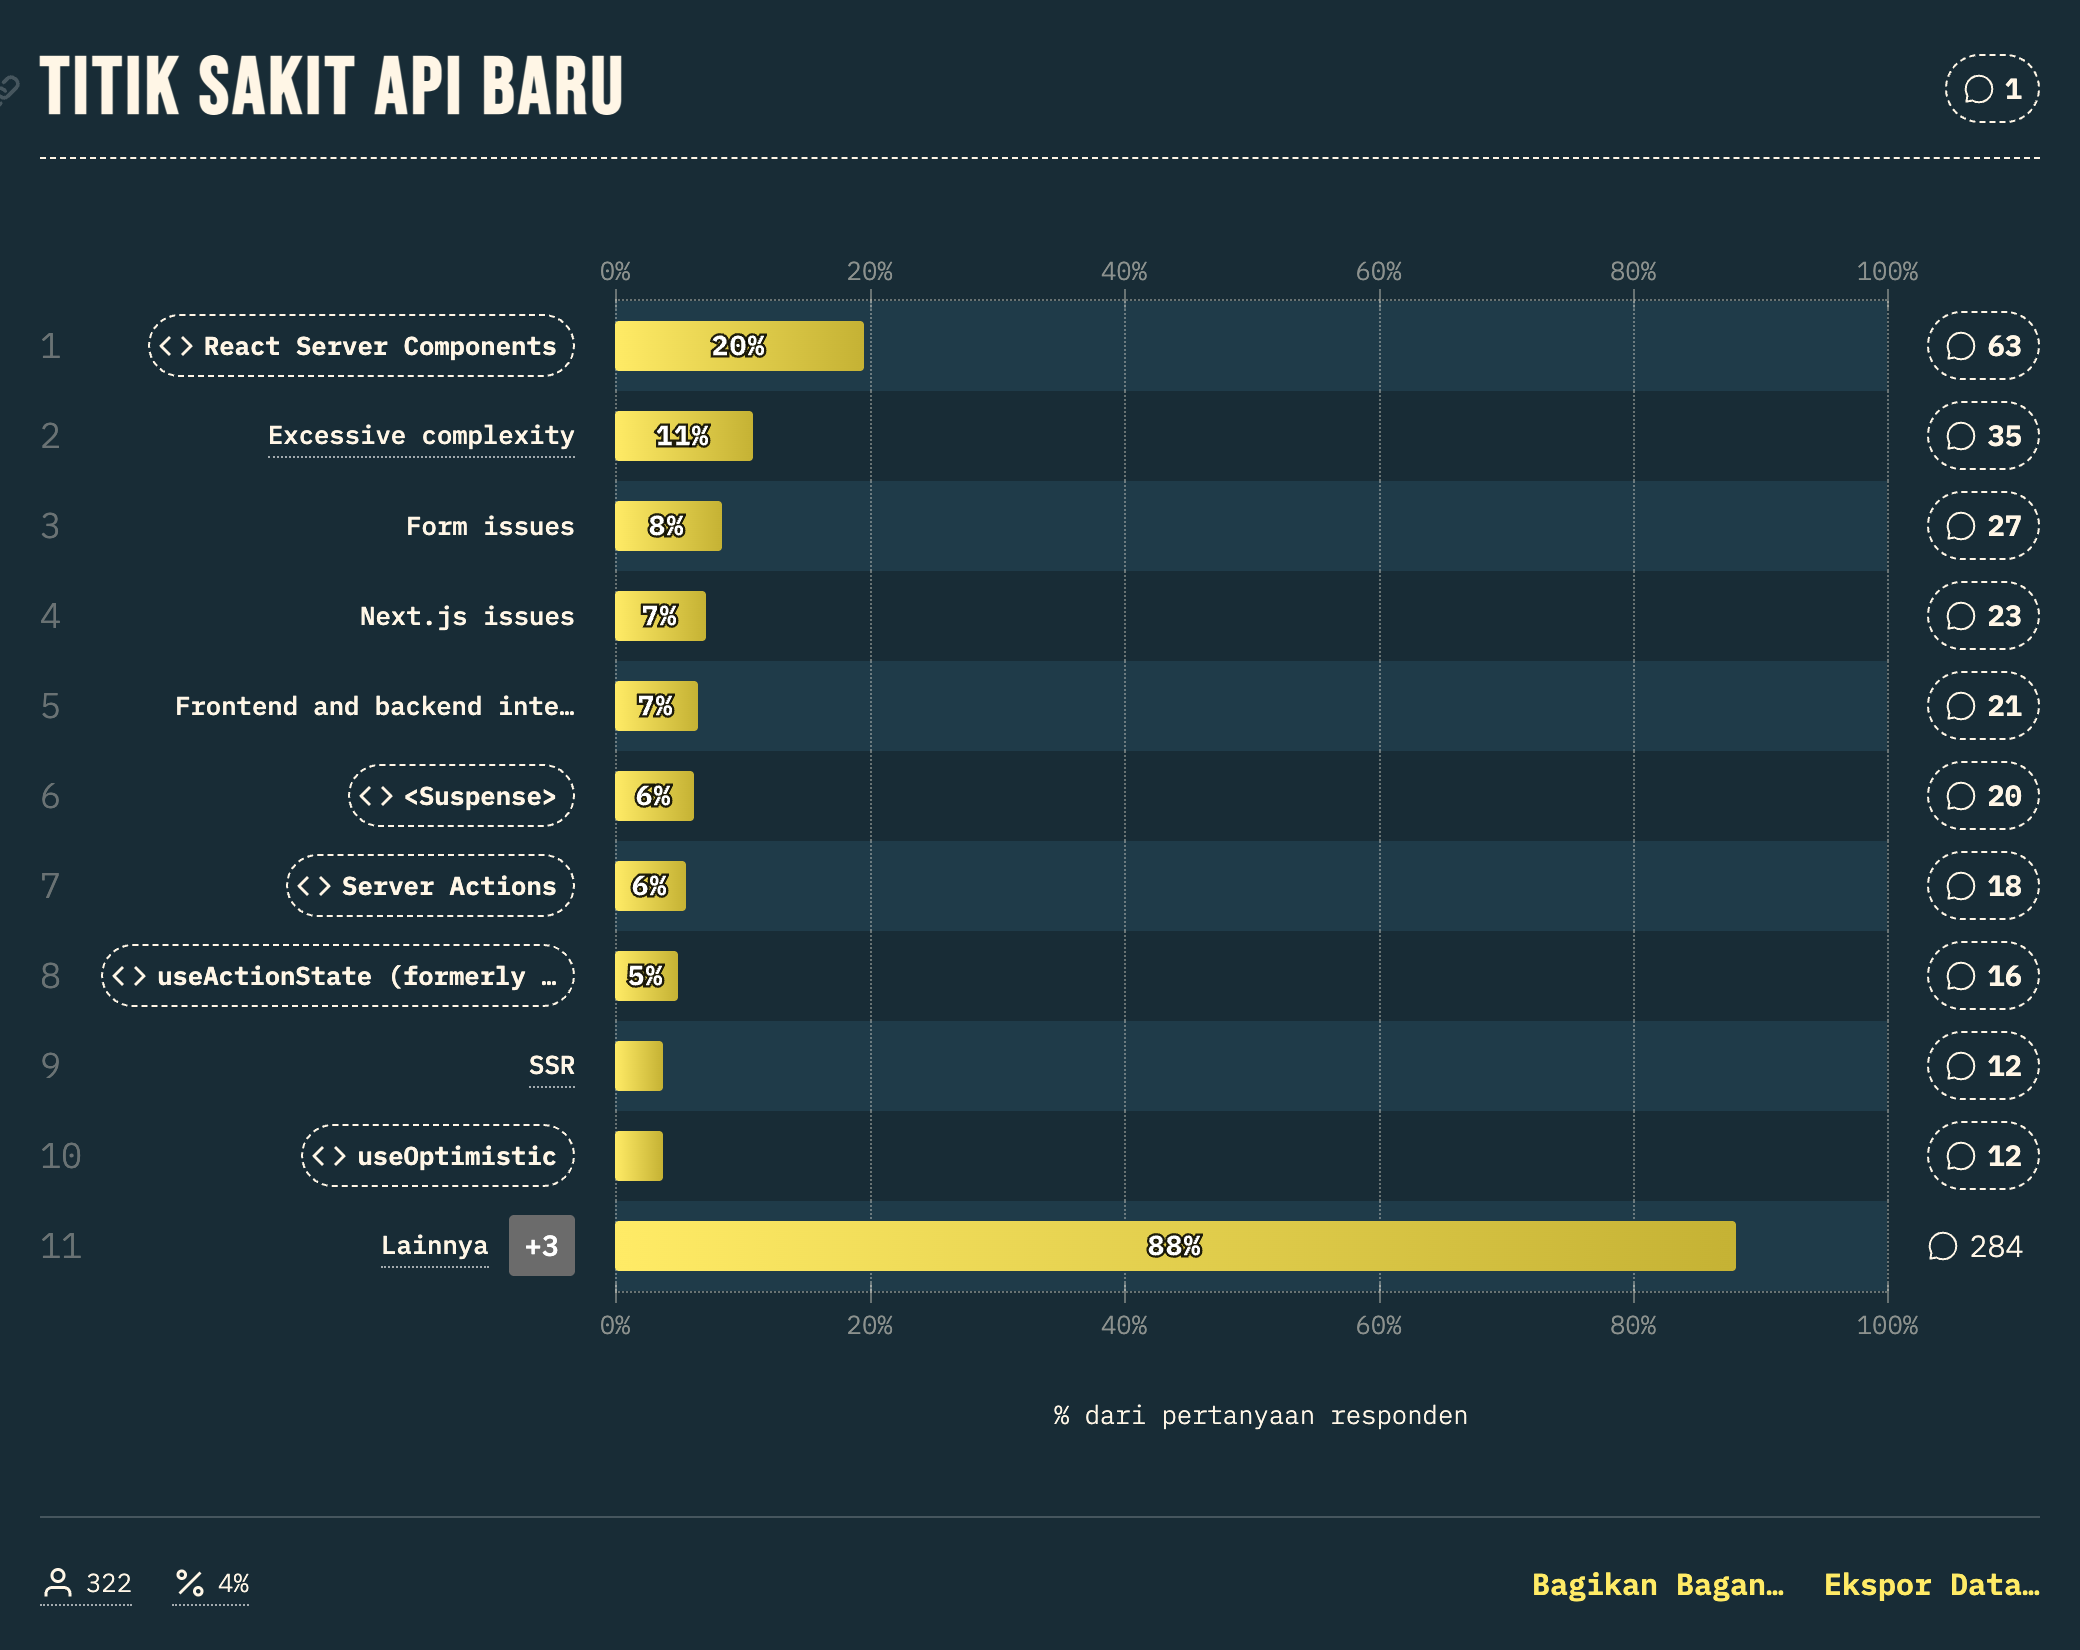 TITIK SAKIT API BARU
1
0% 20% 40% 60% 80% 100%
1 <> React Server Components 20% 63
2 Excessive complexity 11% 35
3 Form issues 8% 27
4 Next.js issues 7% 23
5 Frontend and backend inte… 7% 21
6 <> <Suspense> 6% 20
7 <> Server Actions 6% 18
8 <> useActionState (formerly … 5% 16
9 SSR 12
10 <> useOptimistic 12
11 Lainnya +3 88% 284
0% 20% 40% 60% 80% 100%
% dari pertanyaan responden
322 % 4% Bagikan Bagan… Ekspor Data…